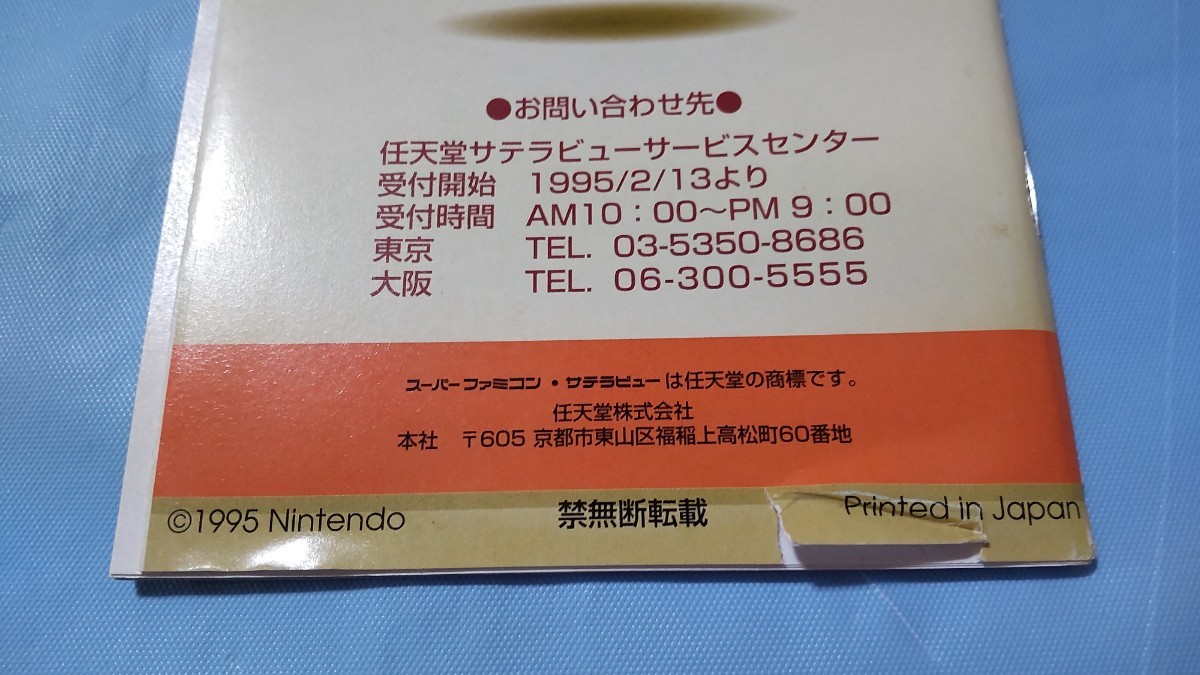 ●お問い合わせ先●
任天堂サテラビューサービスセンター
受付開始 1995/2/13より
受付時間 AM10：00〜PM 9：00
東京 TEL. 03-5350-8686
大阪 TEL. 06-300-5555
スーパーファミコン・サテラビューは任天堂の商標です。
任天堂株式会社
本社 〒605 京都市東山区福稲上高松町60番地
©1995 Nintendo 禁無断転載 Printed in Japan